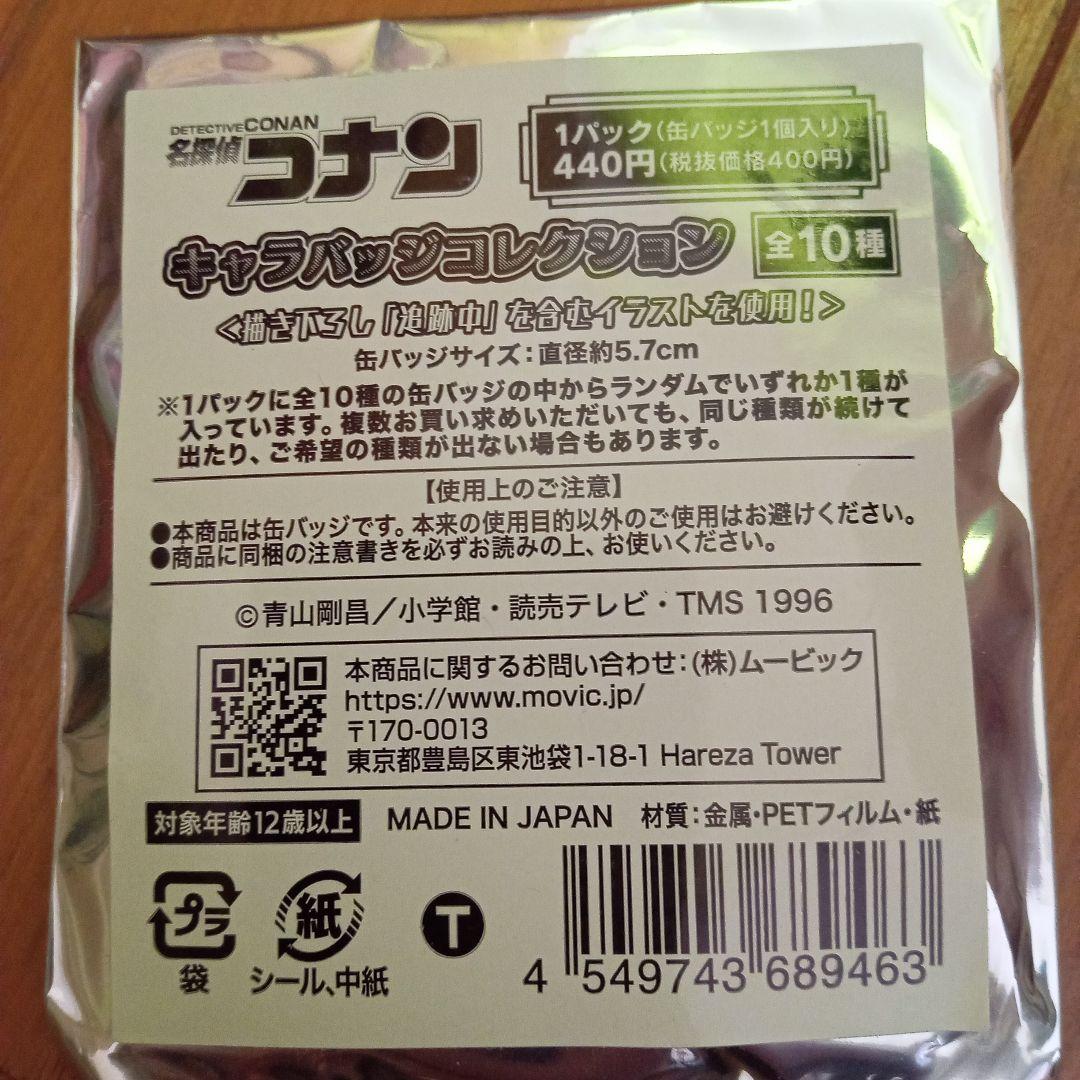 DETECTIVE CONAN
名探偵コナン
1パック(缶バッジ1個入り)
440円(税抜価格400円)
キャラバッジコレクション 全10種
<描き下ろし「追跡中」を含むイラストを使用!>
缶バッジサイズ:直径約5.7cm
※1パックに全10種の缶バッジの中からランダムでいずれか1種が
入っています。複数お買い求めいただいても、同じ種類が続けて
出たり、ご希望の種類が出ない場合もあります。
【使用上のご注意】
●本商品は缶バッジです。本来の使用目的以外のご使用はお避けください。
●商品に同梱の注意書きを必ずお読みの上、お使いください。
©青山剛昌/小学館・読売テレビ・TMS 1996
本商品に関するお問い合わせ:(株)ムービック
https://www.movic.jp/
〒170-0013
東京都豊島区東池袋1-18-1 Hareza Tower
対象年齢12歳以上 MADE IN JAPAN 材質:金属・PETフィルム・紙
プラ 紙 T
袋 シール、中紙
4 549743 689463